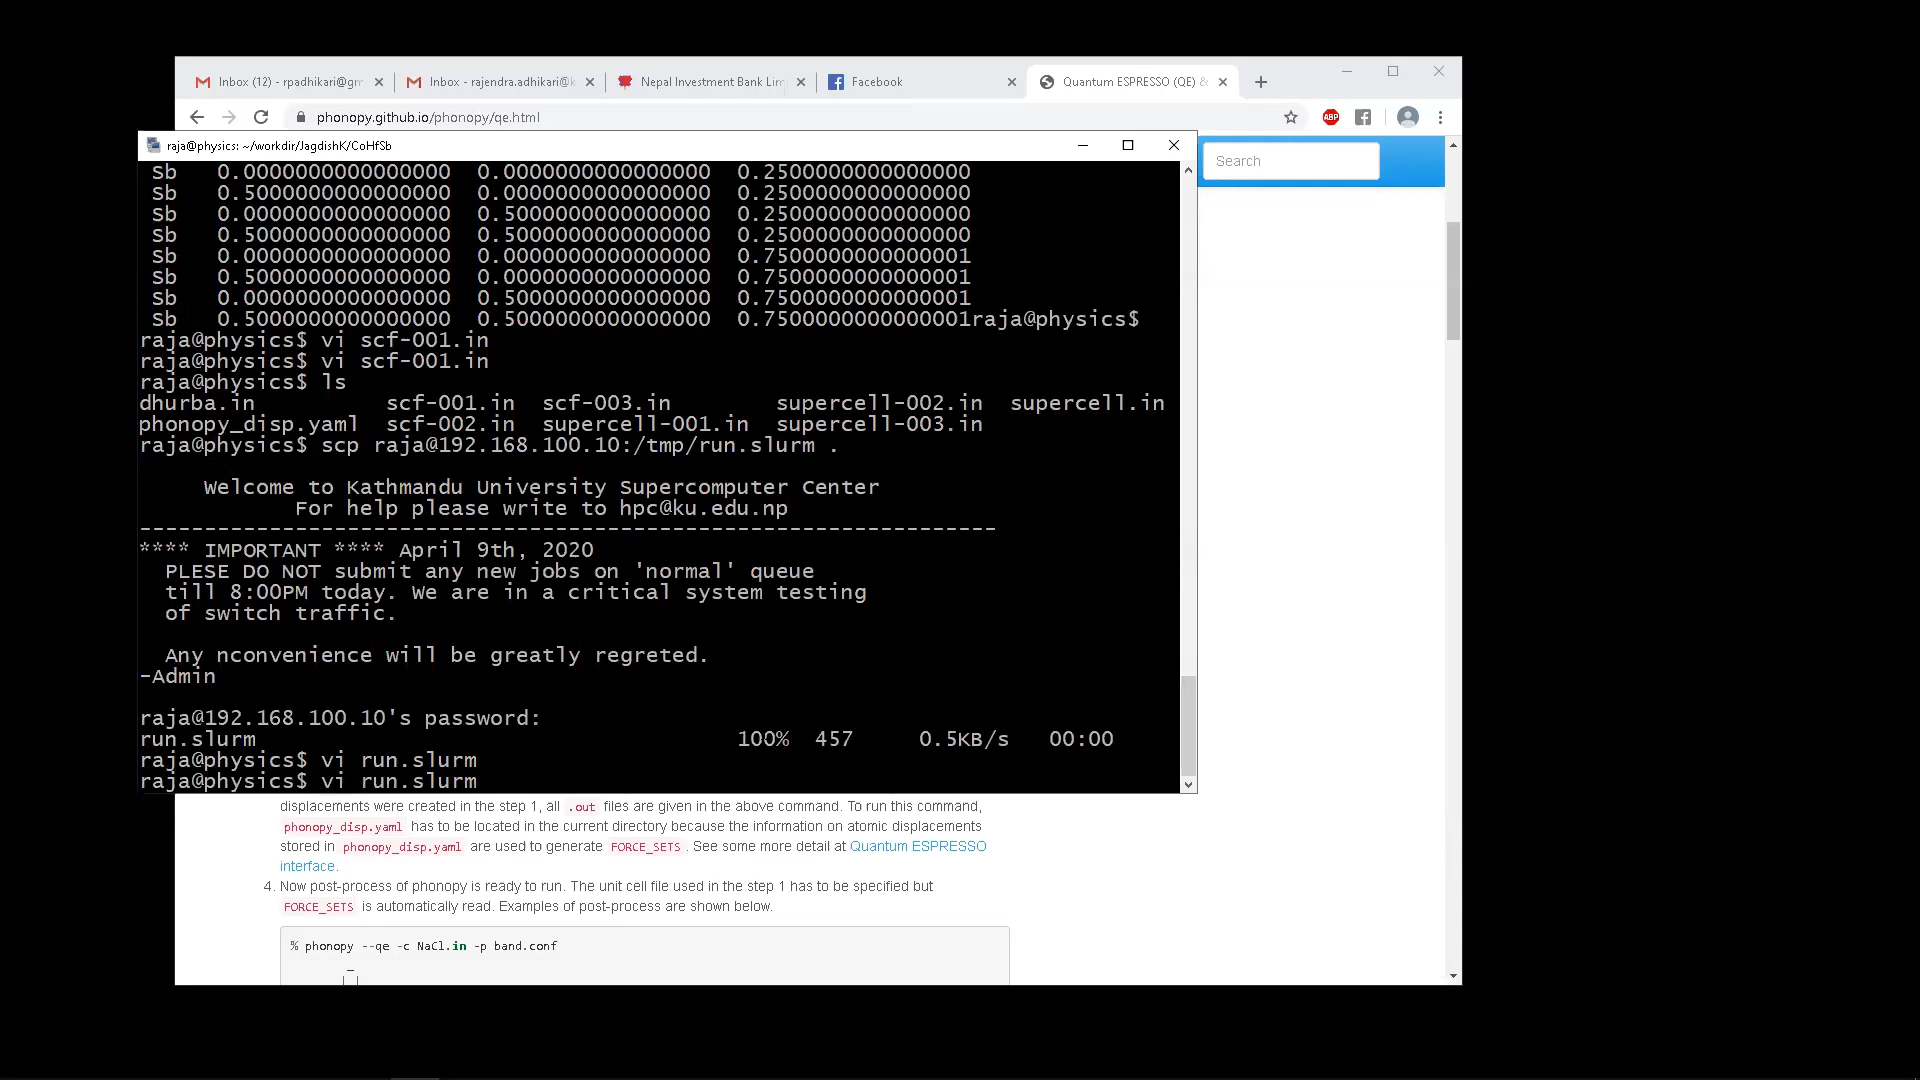 Inbox (12) - rpadhikari@gm
Inbox - rajendra.adhikari@k
Nepal Investment Bank Lim
Facebook
Quantum ESPRESSO (QE) &
phonopy.github.io/phonopy/qe.html
ABP
raja@physics: ~/workdir/JagdishK/CoHfSb
Search
Sb 0.0000000000000000 0.0000000000000000 0.2500000000000000
Sb 0.5000000000000000 0.0000000000000000 0.2500000000000000
Sb 0.0000000000000000 0.5000000000000000 0.2500000000000000
Sb 0.5000000000000000 0.5000000000000000 0.2500000000000000
Sb 0.0000000000000000 0.0000000000000000 0.7500000000000001
Sb 0.5000000000000000 0.0000000000000000 0.7500000000000001
Sb 0.0000000000000000 0.5000000000000000 0.7500000000000001
Sb 0.5000000000000000 0.5000000000000000 0.7500000000000001raja@physics$
raja@physics$ vi scf-001.in
raja@physics$ vi scf-001.in
raja@physics$ ls
dhurba.in scf-001.in scf-003.in supercell-002.in supercell.in
phonopy_disp.yaml scf-002.in supercell-001.in supercell-003.in
raja@physics$ scp raja@192.168.100.10:/tmp/run.slurm .
Welcome to Kathmandu University Supercomputer Center
For help please write to hpc@ku.edu.np
------------------------------------------------------------------
**** IMPORTANT **** April 9th, 2020
PLESE DO NOT submit any new jobs on 'normal' queue
till 8:00PM today. We are in a critical system testing
of switch traffic.
Any nconvenience will be greatly regretted.
-Admin
raja@192.168.100.10's password:
run.slurm 100% 457 0.5KB/s 00:00
raja@physics$ vi run.slurm
raja@physics$ vi run.slurm
displacements were created in the step 1, all .out files are given in the above command. To run this command,
phonopy_disp.yaml has to be located in the current directory because the information on atomic displacements
stored in phonopy_disp.yaml are used to generate FORCE_SETS . See some more detail at Quantum ESPRESSO
interface.
4. Now post-process of phonopy is ready to run. The unit cell file used in the step 1 has to be specified but
FORCE_SETS is automatically read. Examples of post-process are shown below.
% phonopy --qe -c NaCl.in -p band.conf